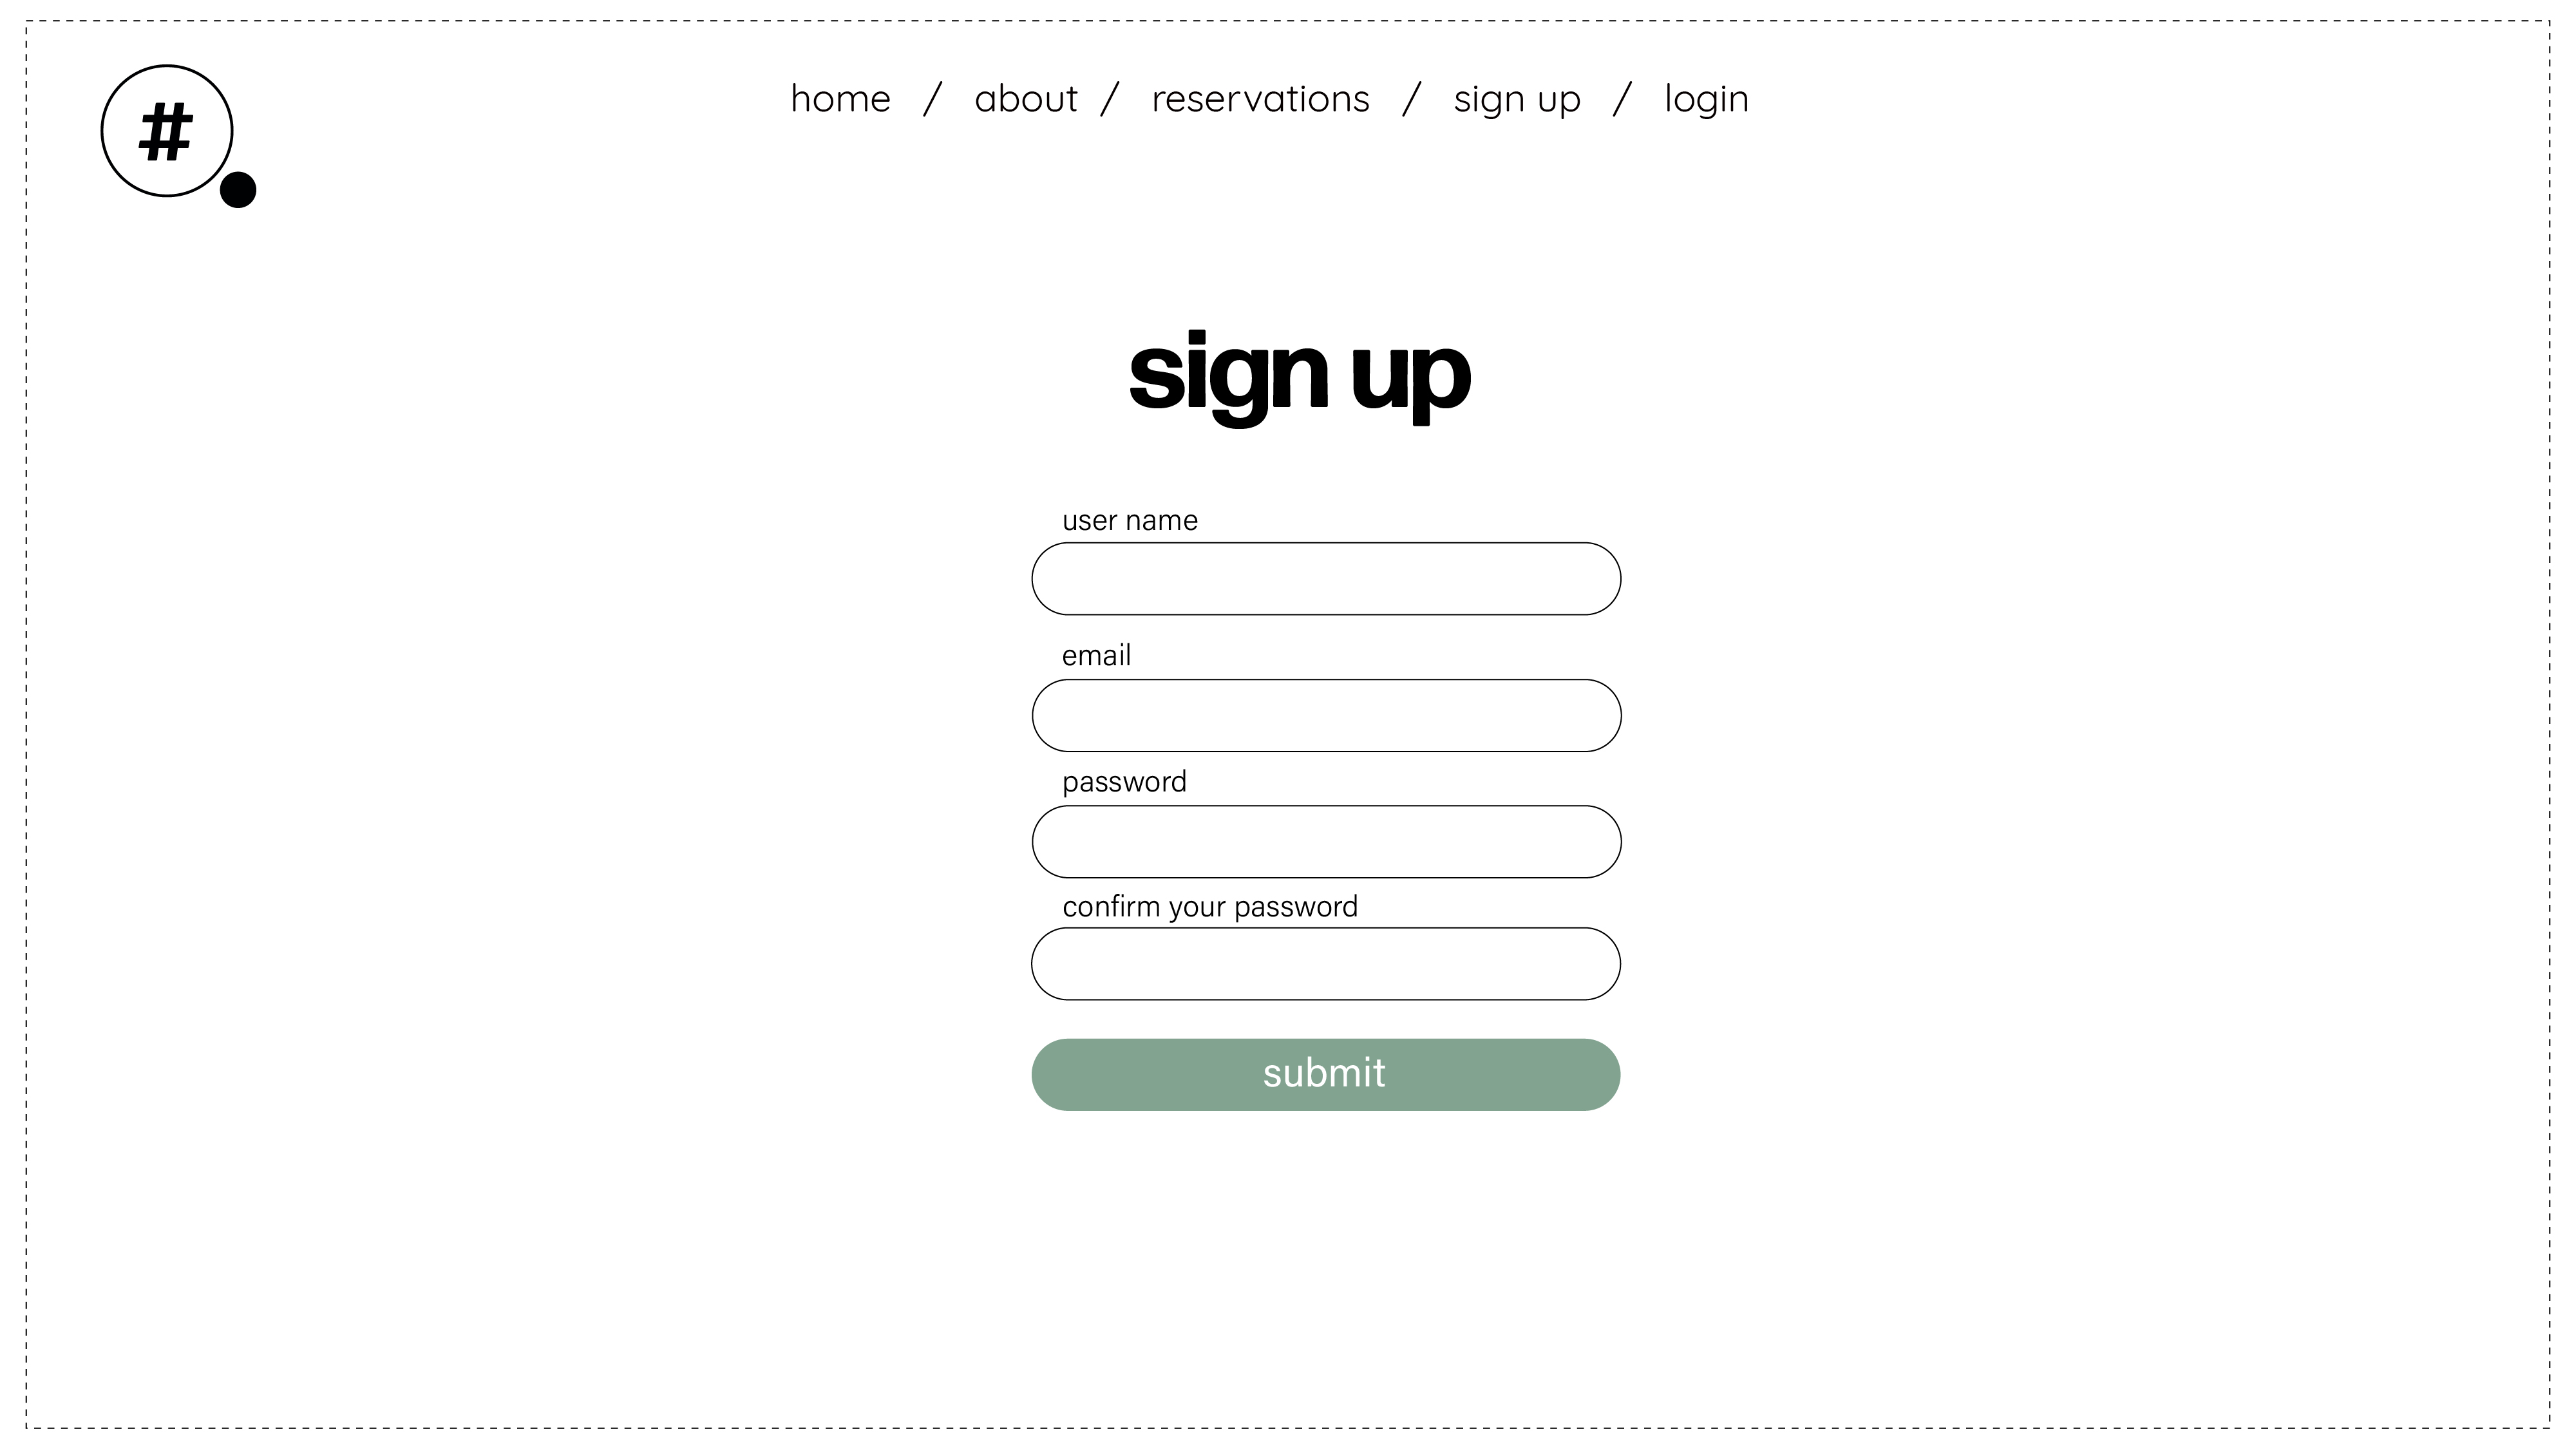 #
home / about / reservations / sign up / login
sign up
user name
email
password
confirm your password
submit